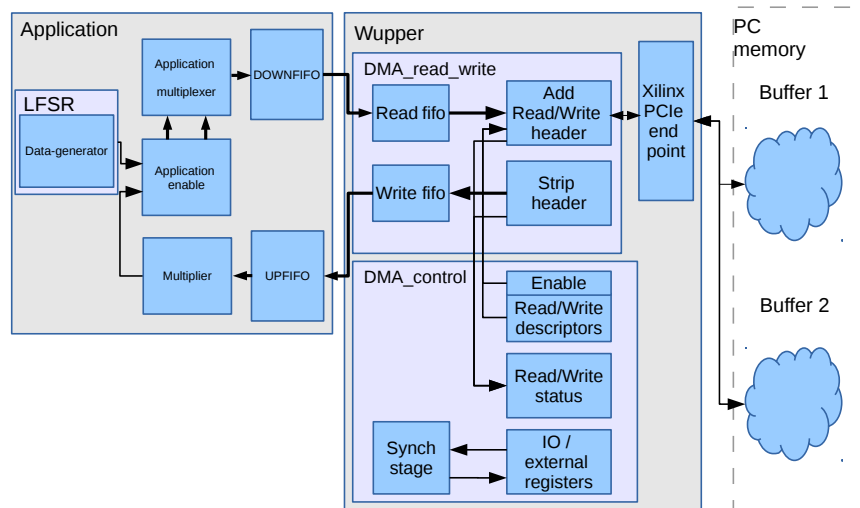 Application
Application
multiplexer
DOWNFIFO
LFSR
Data-generator
Application
enable
Multiplier
UPFIFO
Wupper
DMA_read_write
Read fifo
Add
Read/Write
header
Write fifo
Strip
header
Xilinx
PCIe
end
point
DMA_control
Enable
Read/Write
descriptors
Read/Write
status
Synch
stage
IO /
external
registers
PC
memory
Buffer 1
Buffer 2